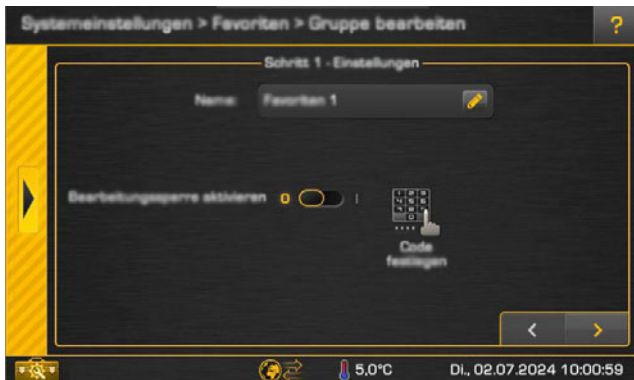 Systemeinstellungen > Favoriten > Gruppe bearbeiten
?
Schritt 1 - Einstellungen
Name: Favoriten 1
Bearbeitungssperre aktivieren 0 I
Code
festlegen
< >
5,0°C Di., 02.07.2024 10:00:59